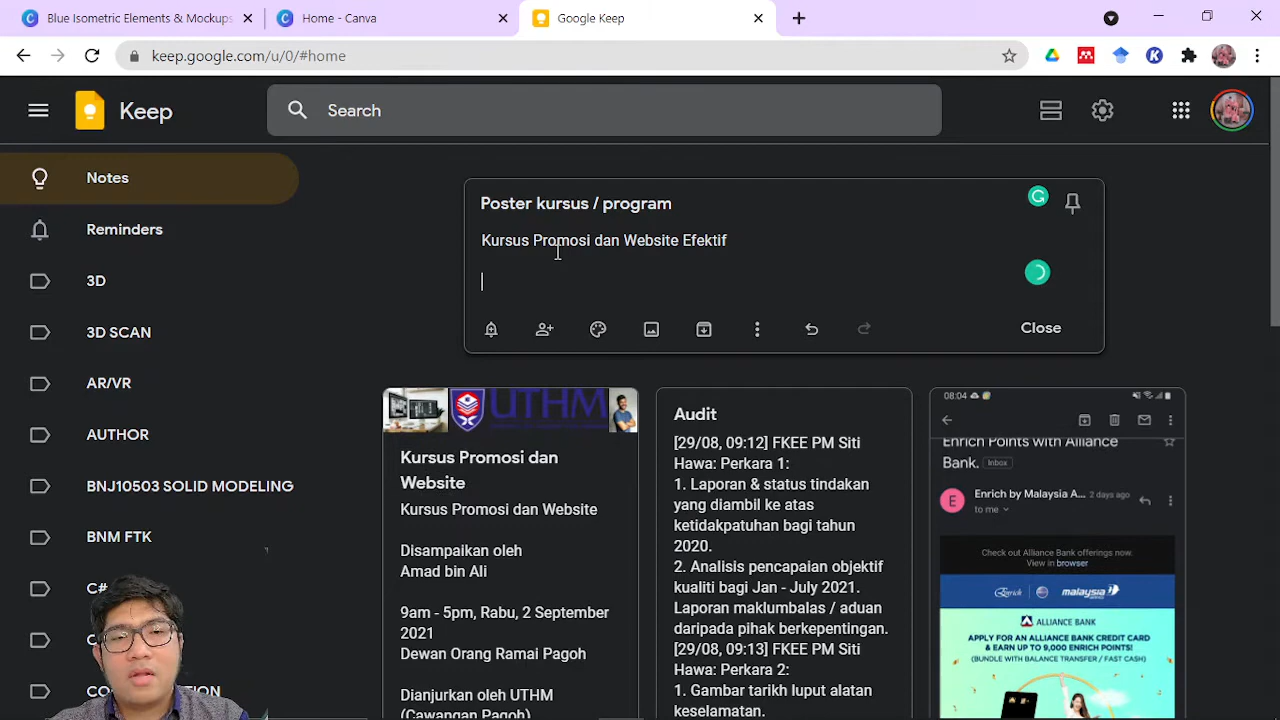 Blue Isometric Elements & Mockups
Home - Canva
Google Keep
keep.google.com/u/0/#home
Keep
Search
Notes
Reminders
3D
3D SCAN
AR/VR
AUTHOR
BNJ10503 SOLID MODELING
BNM FTK
C#
Poster kursus / program
Kursus Promosi dan Website Efektif
Close
UTHM
Kursus Promosi dan
Website
Kursus Promosi dan Website
Disampaikan oleh
Amad bin Ali
9am - 5pm, Rabu, 2 September
2021
Dewan Orang Ramai Pagoh
Dianjurkan oleh UTHM
(Cawangan Pagoh)
Audit
[29/08, 09:12] FKEE PM Siti
Hawa: Perkara 1:
1. Laporan & status tindakan
yang diambil ke atas
ketidakpatuhan bagi tahun
2020.
2. Analisis pencapaian objektif
kualiti bagi Jan - July 2021.
Laporan maklumbalas / aduan
daripada pihak berkepentingan.
[29/08, 09:13] FKEE PM Siti
Hawa: Perkara 2:
1. Gambar tarikh luput alatan
keselamatan.
08:04
Enrich Points with Alliance
Bank. Inbox
E
Enrich by Malaysia A... 2 days ago
to me
Check out Alliance Bank offerings now.
View in browser
Enrich
malaysia
ALLIANCE BANK
APPLY FOR AN ALLIANCE BANK CREDIT CARD
& EARN UP TO 9,000 ENRICH POINTS!
(BUNDLE WITH BALANCE TRANSFER / FAST CASH)